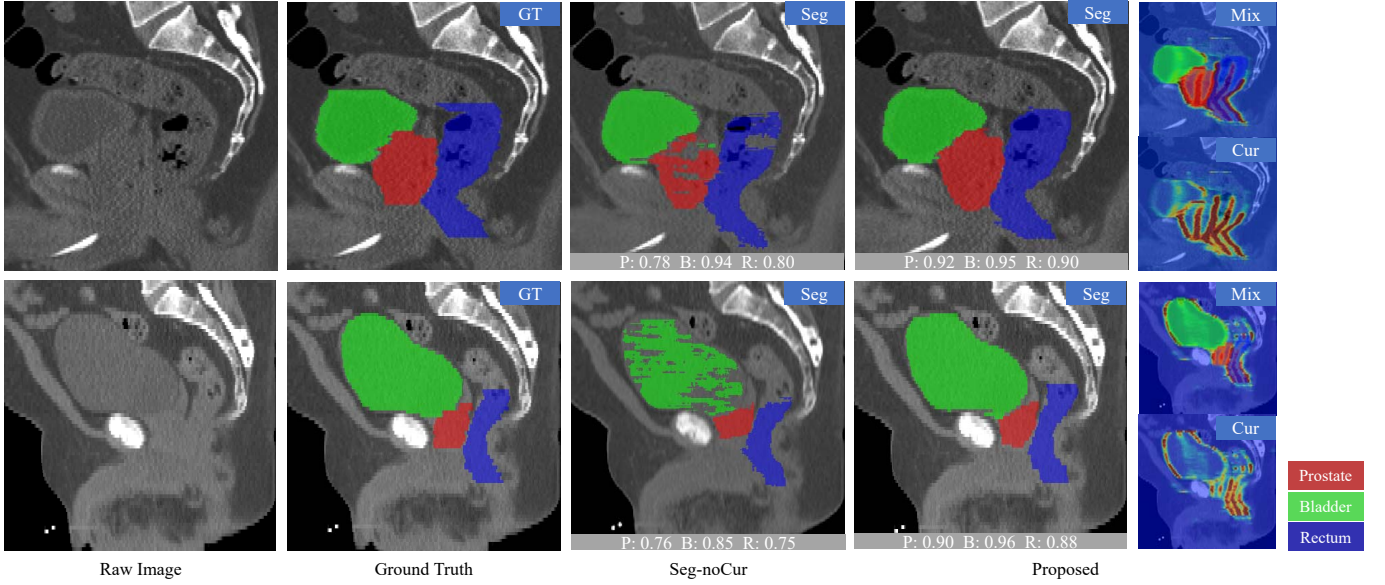 GT
Seg
Seg
Mix
Cur
P: 0.78 B: 0.94 R: 0.80
P: 0.92 B: 0.95 R: 0.90
GT
Seg
Seg
Mix
Cur
Prostate
Bladder
Rectum
P: 0.76 B: 0.85 R: 0.75
P: 0.90 B: 0.96 R: 0.88
Raw Image
Ground Truth
Seg-noCur
Proposed